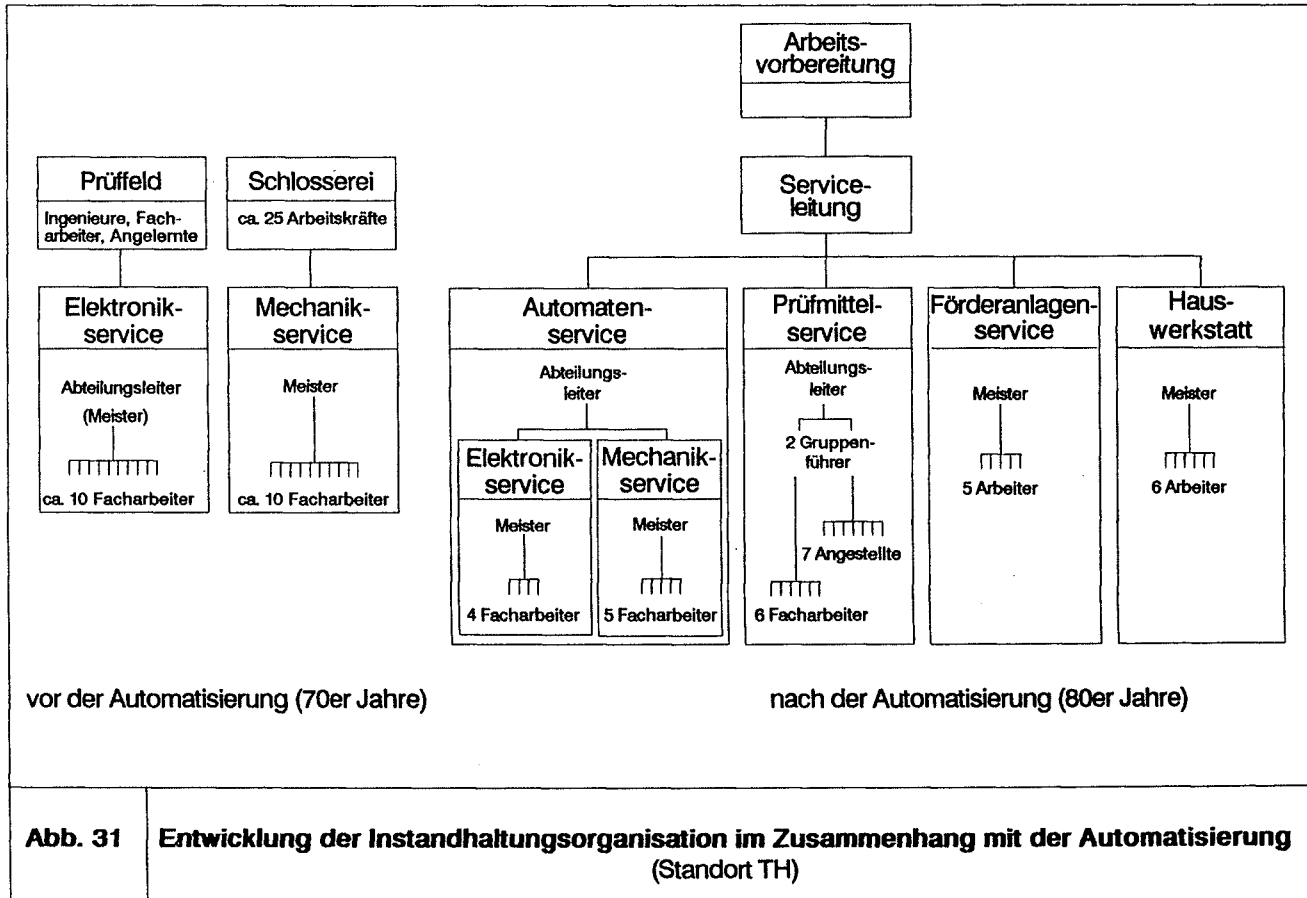 Prüffeld
Ingenieure, Fach-
arbeiter, Angelernte
Elektronik-
service
Abteilungsleiter
(Meister)
ca. 10 Facharbeiter
Schlosserei
ca. 25 Arbeitskräfte
Mechanik-
service
Meister
ca. 10 Facharbeiter
vor der Automatisierung (70er Jahre)
Arbeits-
vorbereitung
Service-
leitung
Automaten-
service
Abteilungs-
leiter
Elektronik-
service
Meister
4 Facharbeiter
Mechanik-
service
Meister
5 Facharbeiter
Prüfmittel-
service
Abteilungs-
leiter
2 Gruppen-
führer
7 Angestellte
6 Facharbeiter
Förderanlagen-
service
Meister
5 Arbeiter
Haus-
werkstatt
Meister
6 Arbeiter
nach der Automatisierung (80er Jahre)
Abb. 31
Entwicklung der Instandhaltungsorganisation im Zusammenhang mit der Automatisierung
(Standort TH)